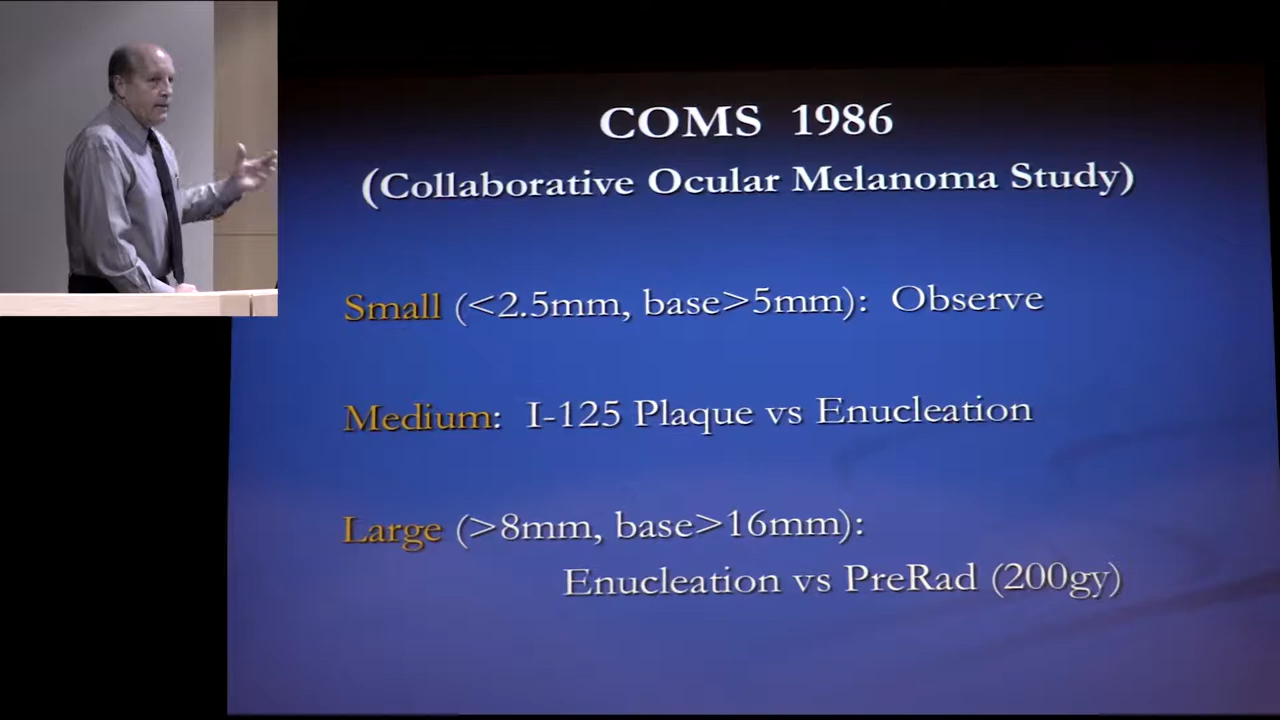 COMS 1986
(Collaborative Ocular Melanoma Study)
Small (<2.5mm, base>5mm): Observe
Medium: I-125 Plaque vs Enucleation
Large (>8mm, base>16mm):
Enucleation vs PreRad (200gy)